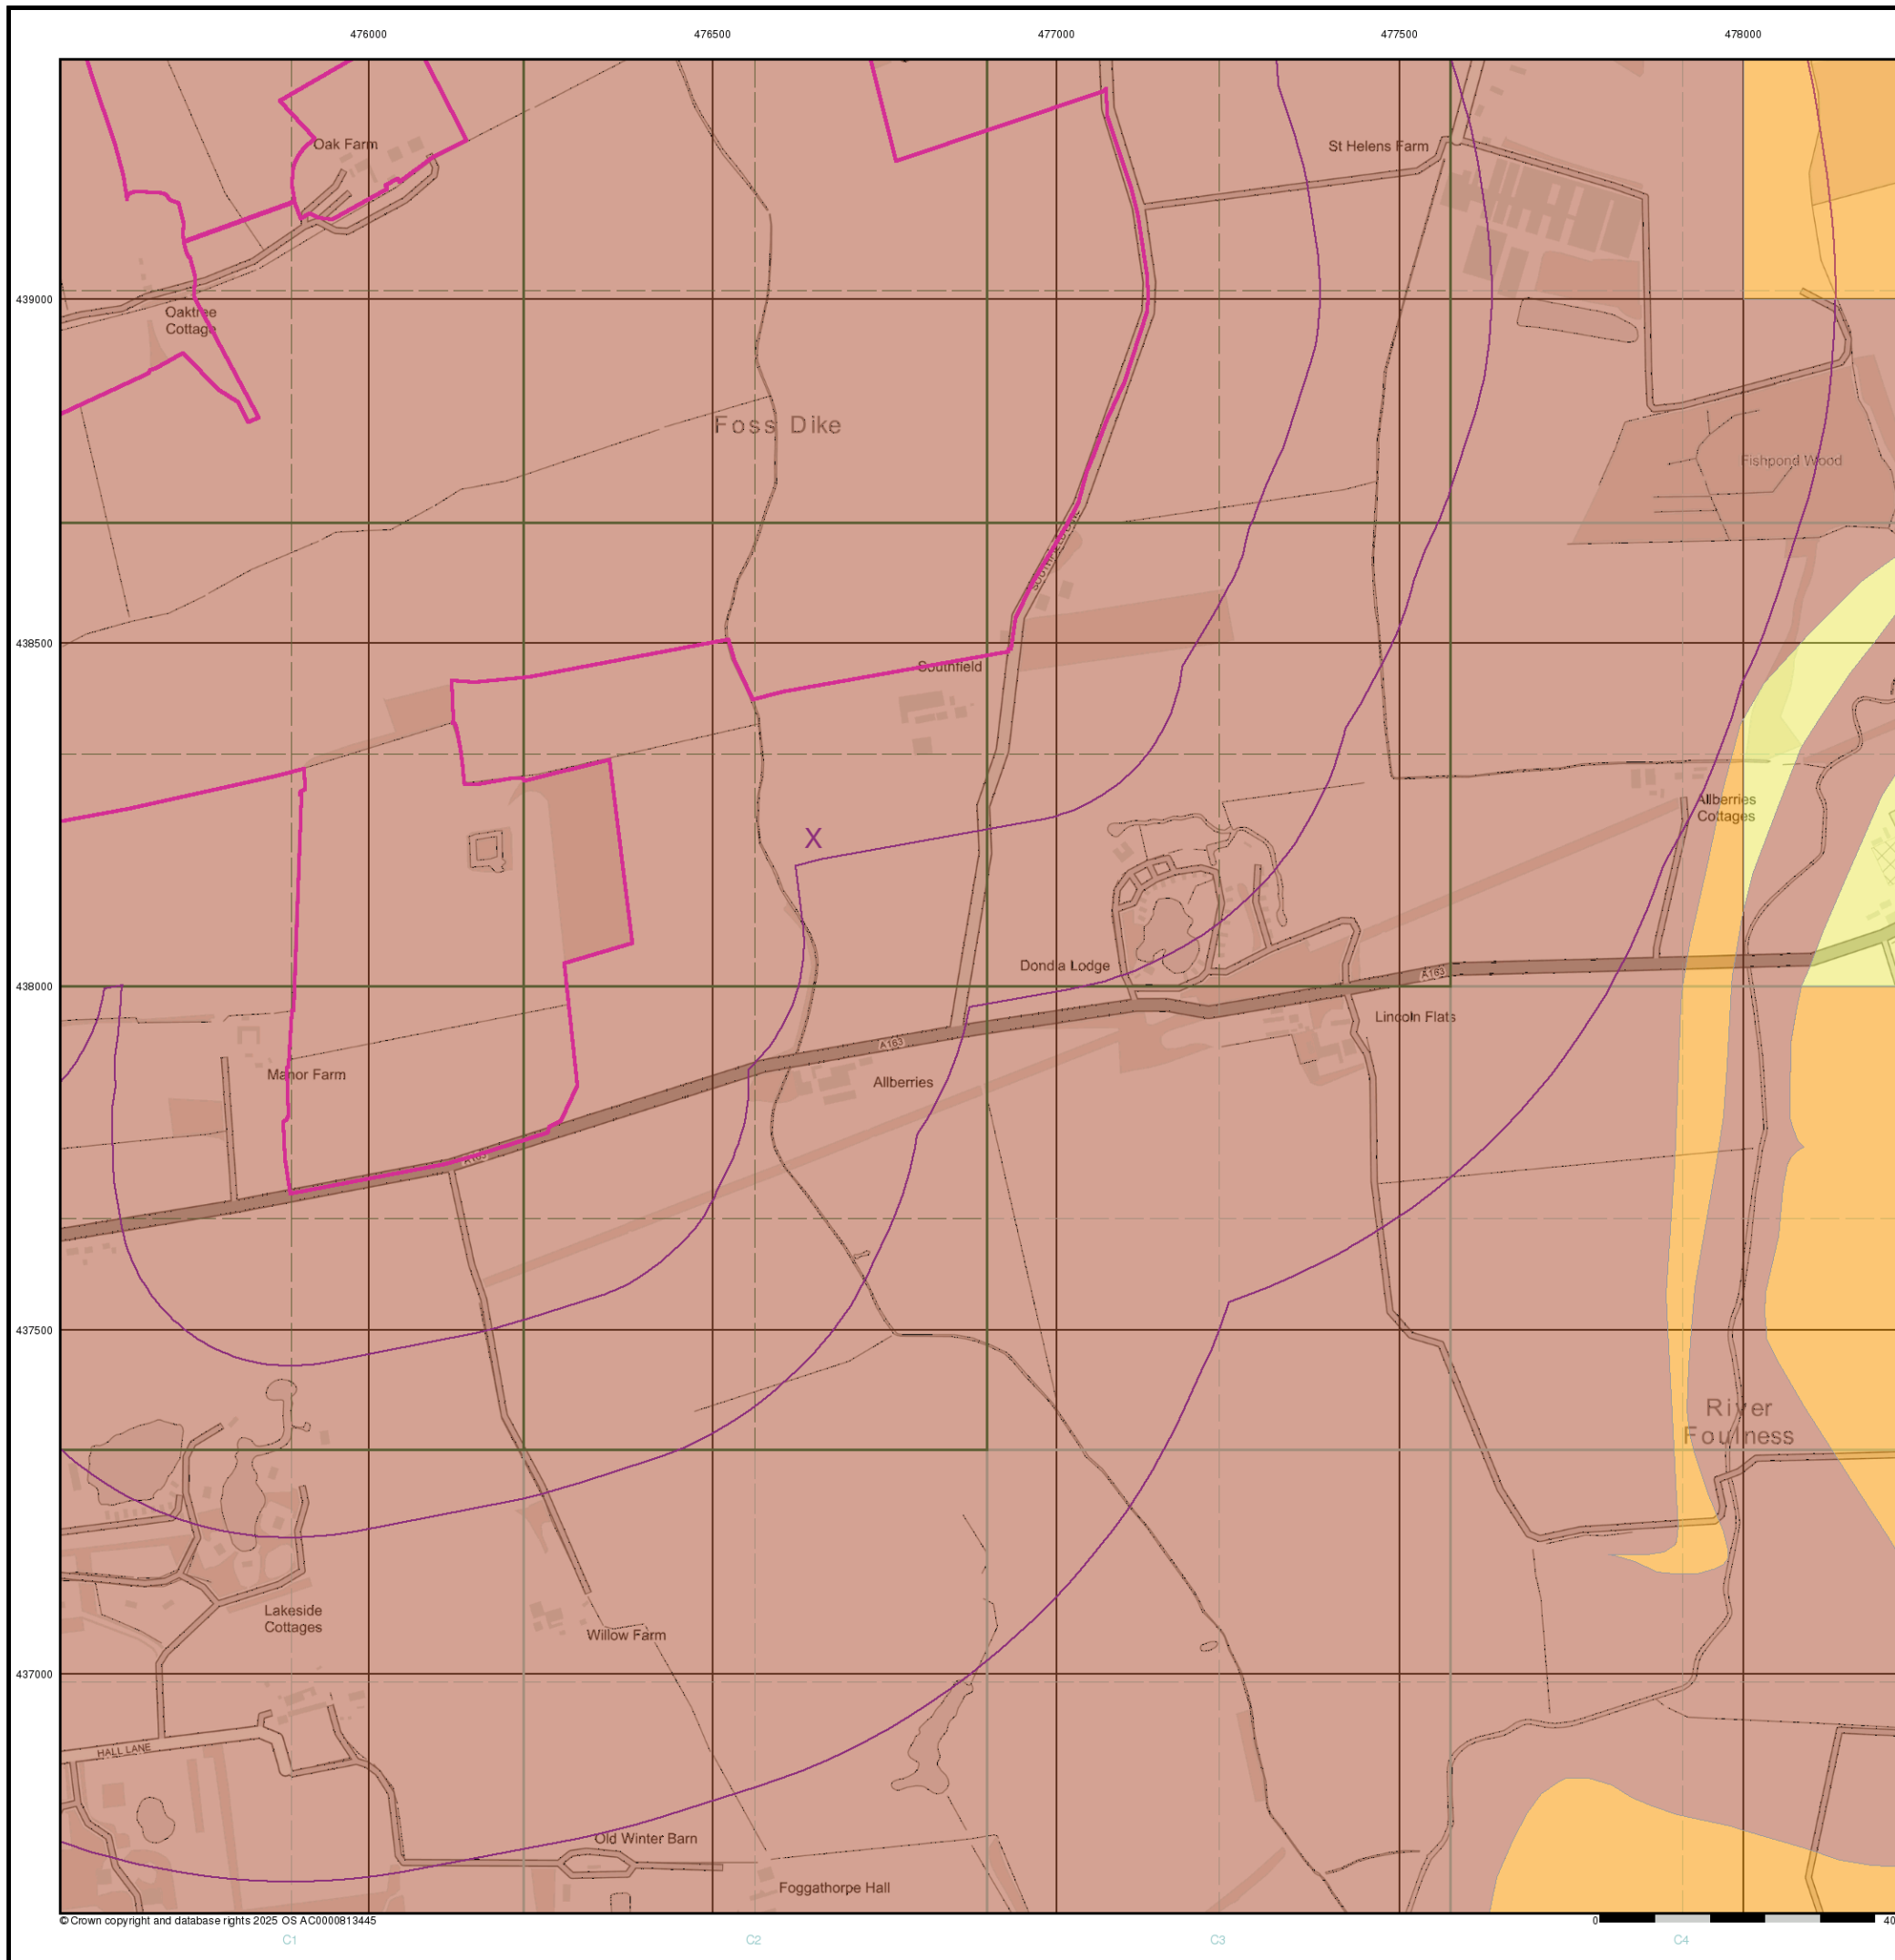 476000 476500 477000 477500 478000
Oak Farm
St Helens Farm
439000
Oaktree
Cottage
Foss Dike
Fishpond Wood
438500
Southfield
X
Allberries
Cottages
438000
Dondia Lodge
A163
Lincoln Flats
A163
Manor Farm
Allberries
A163
437500
River
Foulness
Lakeside
Cottages
Willow Farm
437000
HALL LANE
Old Winter Barn
Foggathorpe Hall
© Crown copyright and database rights 2025 OS AC0000813445
0 40
C1 C2 C3 C4